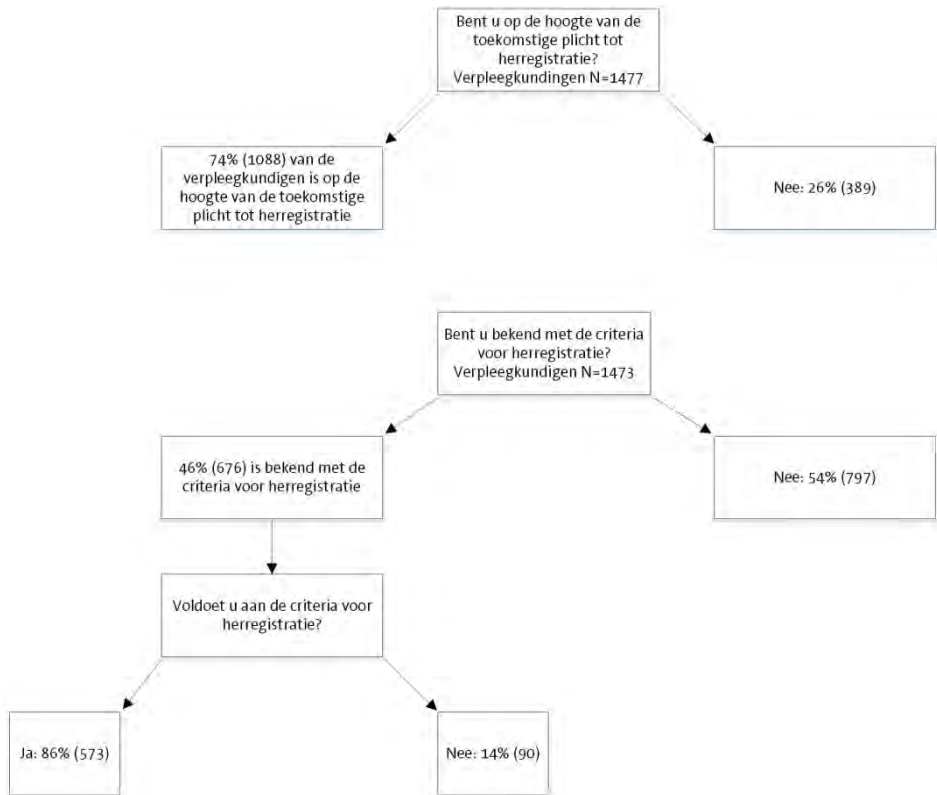 Bent u op de hoogte van de
toekomstige plicht tot
herregistratie?
Verpleegkundingen N=1477
74% (1088) van de
verpleegkundigen is op de
hoogte van de toekomstige
plicht tot herregistratie
Nee: 26% (389)
Bent u bekend met de criteria
voor herregistratie?
Verpleegkundigen N=1473
46% (676) is bekend met de
criteria voor herregistratie
Nee: 54% (797)
Voldoet u aan de criteria voor
herregistratie?
Ja: 86% (573)
Nee: 14% (90)